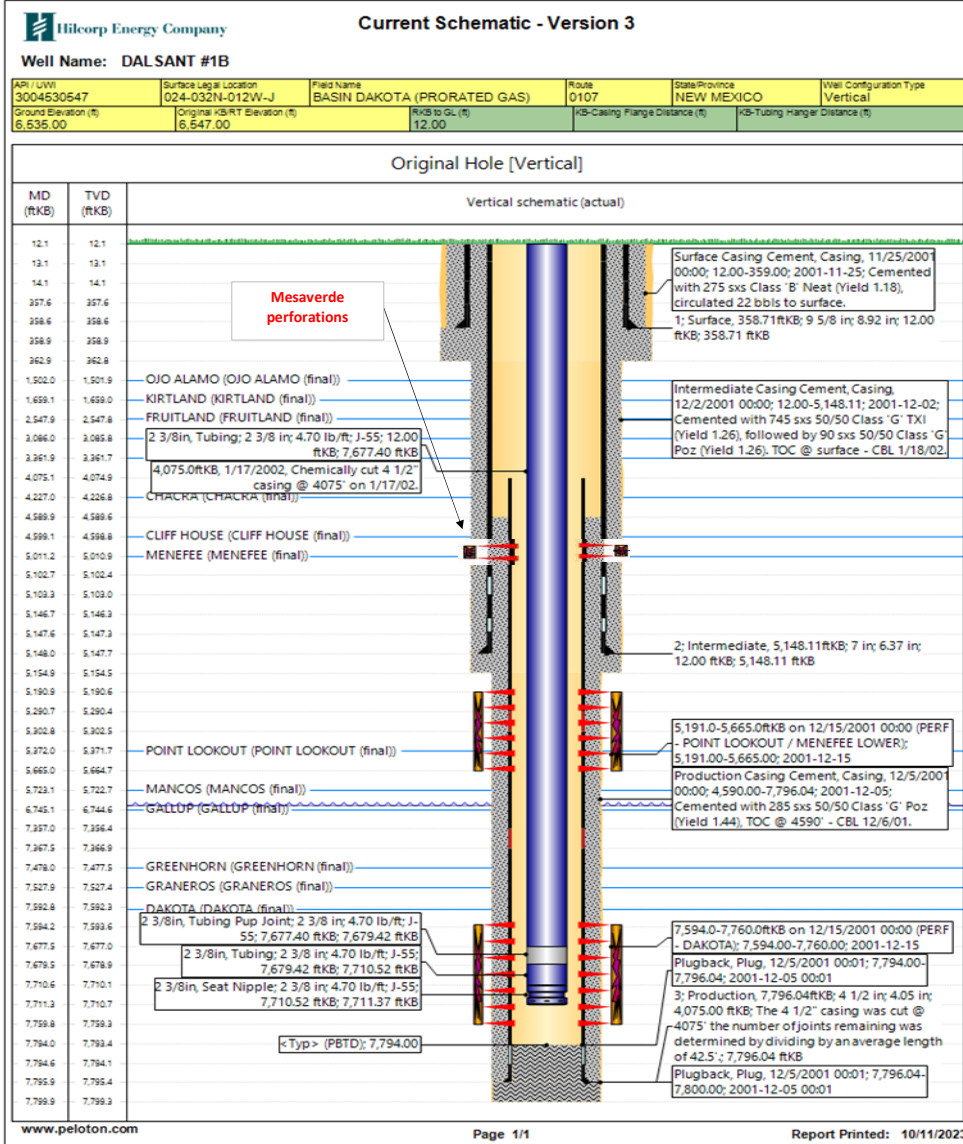 Hilcorp Energy Company
Current Schematic - Version 3
Well Name: DALSANT #1B
API / UWI
3004530547
Surface Legal Location
024-032N-012W-J
Field Name
BASIN DAKOTA (PRORATED GAS)
Route
0107
State/Province
NEW MEXICO
Well Configuration Type
Vertical
Ground Elevation (ft)
6,535.00
Original KB/RT Elevation (ft)
6,547.00
RKB to GL (ft)
12.00
KB-Casing Flange Distance (ft)
KB-Tubing Hanger Distance (ft)
Original Hole [Vertical]
MD
(ftKB)
TVD
(ftKB)
Vertical schematic (actual)
12.1 12.1
13.1 13.1
14.1 14.1
357.6 357.6
358.6 358.6
358.9 358.9
362.9 362.8
1,502.0 1,501.9
1,659.1 1,659.0
2,547.9 2,547.8
3,086.0 3,085.8
3,361.9 3,361.7
4,075.1 4,074.9
4,227.0 4,226.8
4,589.9 4,589.6
4,599.1 4,598.8
5,011.2 5,010.9
5,102.7 5,102.4
5,103.3 5,103.0
5,146.7 5,146.3
5,147.6 5,147.3
5,148.0 5,147.7
5,154.9 5,154.5
5,190.9 5,190.6
5,290.7 5,290.4
5,302.8 5,302.5
5,372.0 5,371.7
5,665.0 5,664.7
5,723.1 5,722.7
6,745.1 6,744.6
7,357.0 7,356.4
7,367.5 7,366.9
7,478.0 7,477.5
7,527.9 7,527.4
7,592.8 7,592.3
7,594.2 7,593.6
7,677.5 7,677.0
7,679.5 7,678.9
7,710.6 7,710.1
7,711.3 7,710.7
7,759.8 7,759.3
7,794.0 7,793.4
7,794.6 7,794.1
7,795.9 7,795.4
7,799.9 7,799.3
Mesaverde
perforations
OJO ALAMO (OJO ALAMO (final))
KIRTLAND (KIRTLAND (final))
FRUITLAND (FRUITLAND (final))
2 3/8in, Tubing; 2 3/8 in; 4.70 lb/ft; J-55; 12.00
ftKB; 7,677.40 ftKB
4,075.0ftKB, 1/17/2002, Chemically cut 4 1/2"
casing @ 4075' on 1/17/02.
CHACRA (CHACRA (final))
CLIFF HOUSE (CLIFF HOUSE (final))
MENEFEE (MENEFEE (final))
POINT LOOKOUT (POINT LOOKOUT (final))
MANCOS (MANCOS (final))
GALLUP (GALLUP (final))
GREENHORN (GREENHORN (final))
GRANEROS (GRANEROS (final))
DAKOTA (DAKOTA (final))
2 3/8in, Tubing Pup Joint; 2 3/8 in; 4.70 lb/ft; J-
55; 7,677.40 ftKB; 7,679.42 ftKB
2 3/8in, Tubing; 2 3/8 in; 4.70 lb/ft; J-55;
7,679.42 ftKB; 7,710.52 ftKB
2 3/8in, Seat Nipple; 2 3/8 in; 4.70 lb/ft; J-55;
7,710.52 ftKB; 7,711.37 ftKB
<Typ> (PBTD); 7,794.00
Surface Casing Cement, Casing, 11/25/2001
00:00; 12.00-359.00; 2001-11-25; Cemented
with 275 sxs Class 'B' Neat (Yield 1.18),
circulated 22 bbls to surface.
1; Surface, 358.71ftKB; 9 5/8 in; 8.92 in; 12.00
ftKB; 358.71 ftKB
Intermediate Casing Cement, Casing,
12/2/2001 00:00; 12.00-5,148.11; 2001-12-02;
Cemented with 745 sxs 50/50 Class 'G' TXI
(Yield 1.26), followed by 90 sxs 50/50 Class 'G'
Poz (Yield 1.26). TOC @ surface - CBL 1/18/02.
2; Intermediate, 5,148.11ftKB; 7 in; 6.37 in;
12.00 ftKB; 5,148.11 ftKB
5,191.0-5,665.0ftKB on 12/15/2001 00:00 (PERF
- POINT LOOKOUT / MENEFEE LOWER);
5,191.00-5,665.00; 2001-12-15
Production Casing Cement, Casing, 12/5/2001
00:00; 4,590.00-7,796.04; 2001-12-05;
Cemented with 285 sxs 50/50 Class 'G' Poz
(Yield 1.44), TOC @ 4590' - CBL 12/6/01.
7,594.0-7,760.0ftKB on 12/15/2001 00:00 (PERF
- DAKOTA); 7,594.00-7,760.00; 2001-12-15
Plugback, Plug, 12/5/2001 00:01; 7,794.00-
7,796.04; 2001-12-05 00:01
3; Production, 7,796.04ftKB; 4 1/2 in; 4.05 in;
4,075.00 ftKB; The 4 1/2" casing was cut @
4075' the number of joints remaining was
determined by dividing by an average length
of 42.5'.; 7,796.04 ftKB
Plugback, Plug, 12/5/2001 00:01; 7,796.04-
7,800.00; 2001-12-05 00:01
www.peloton.com
Page 1/1
Report Printed: 10/11/2023